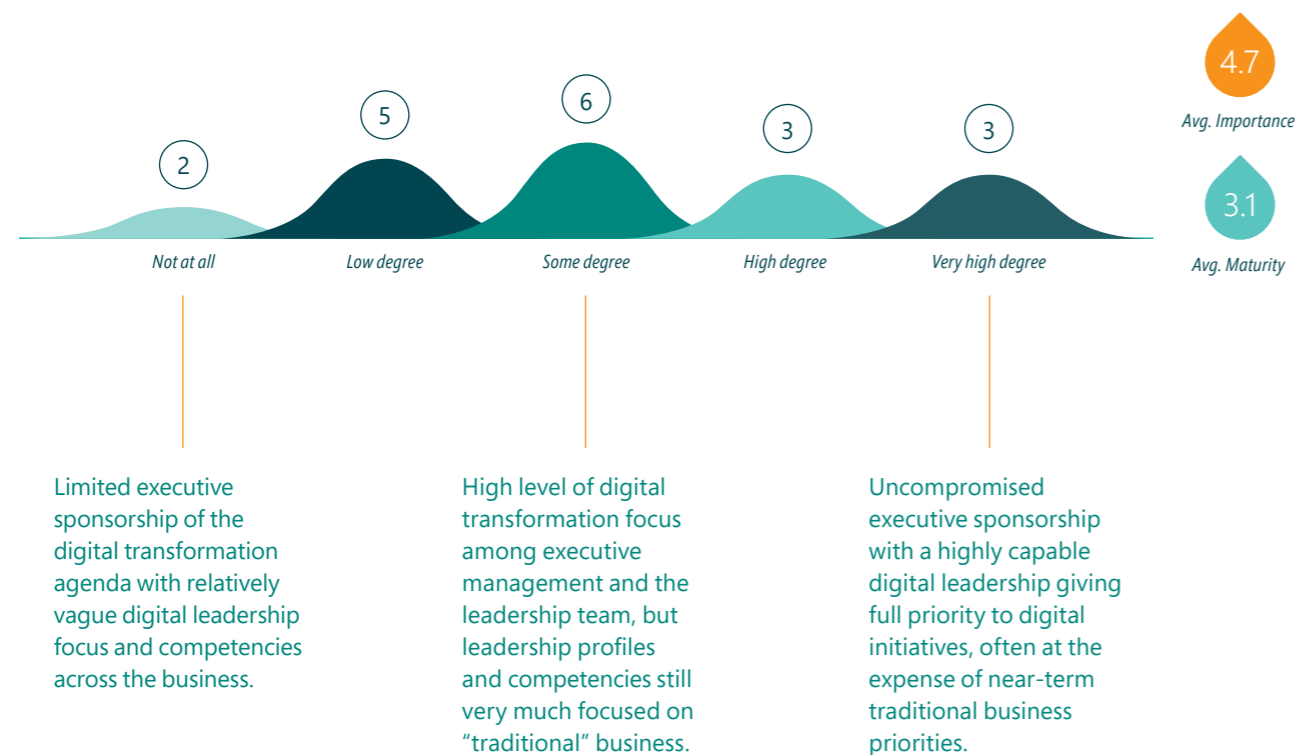 4.7
Avg. Importance
2
5
6
3
3
3.1
Avg. Maturity
Not at all
Low degree
Some degree
High degree
Very high degree
Limited executive
sponsorship of the
digital transformation
agenda with relatively
vague digital leadership
focus and competencies
across the business.
High level of digital
transformation focus
among executive
management and the
leadership team, but
leadership profiles
and competencies still
very much focused on
“traditional” business.
Uncompromised
executive sponsorship
with a highly capable
digital leadership giving
full priority to digital
initiatives, often at the
expense of near-term
traditional business
priorities.